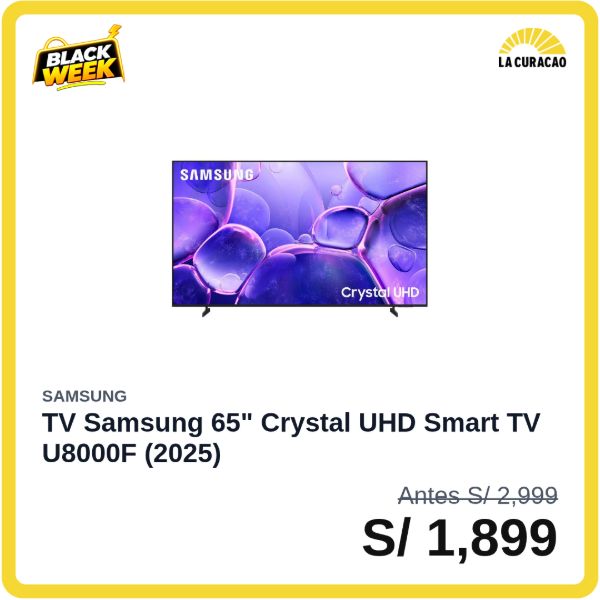 BLACK
WEEK
LA CURACAO
SAMSUNG
Crystal UHD
SAMSUNG
TV Samsung 65" Crystal UHD Smart TV
U8000F (2025)
Antes S/ 2,999
S/ 1,899